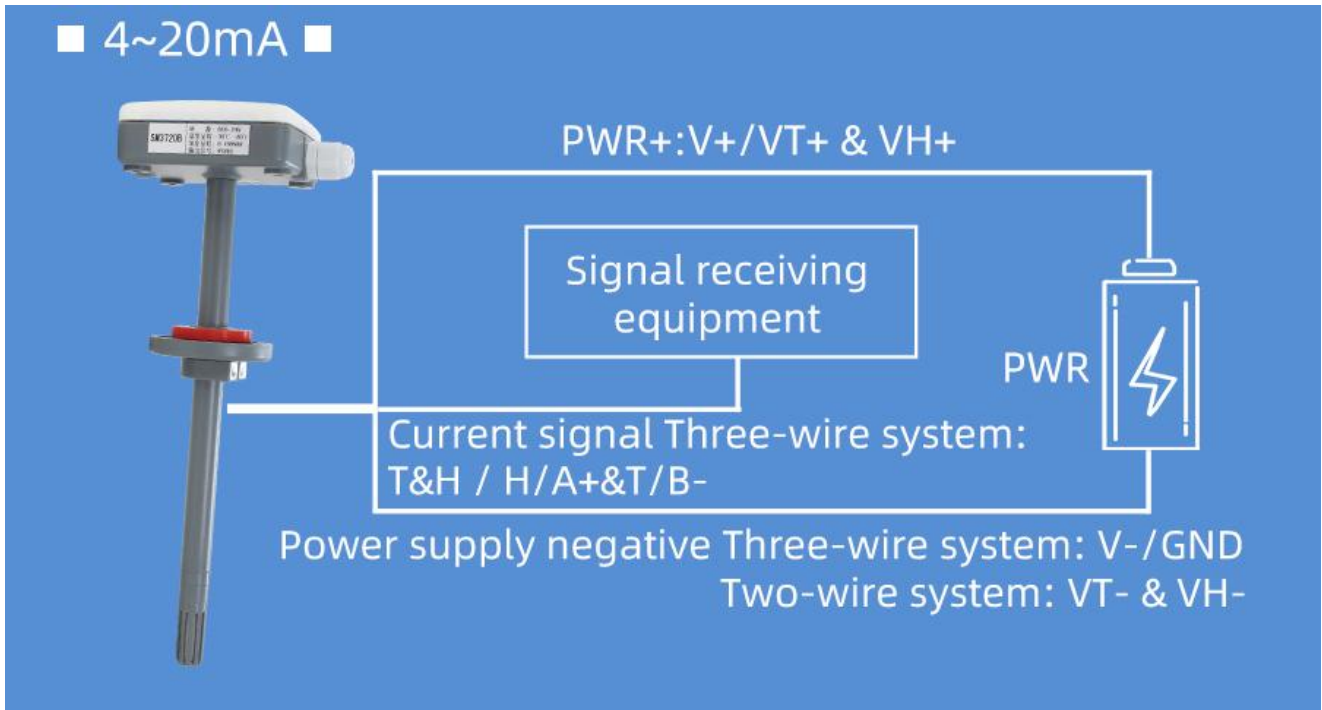 4~20mA
SM3720B
PWR+:V+/VT+ & VH+
Signal receiving
equipment
PWR
Current signal Three-wire system:
T&H / H/A+&T/B-
Power supply negative Three-wire system: V-/GND
Two-wire system: VT- & VH-